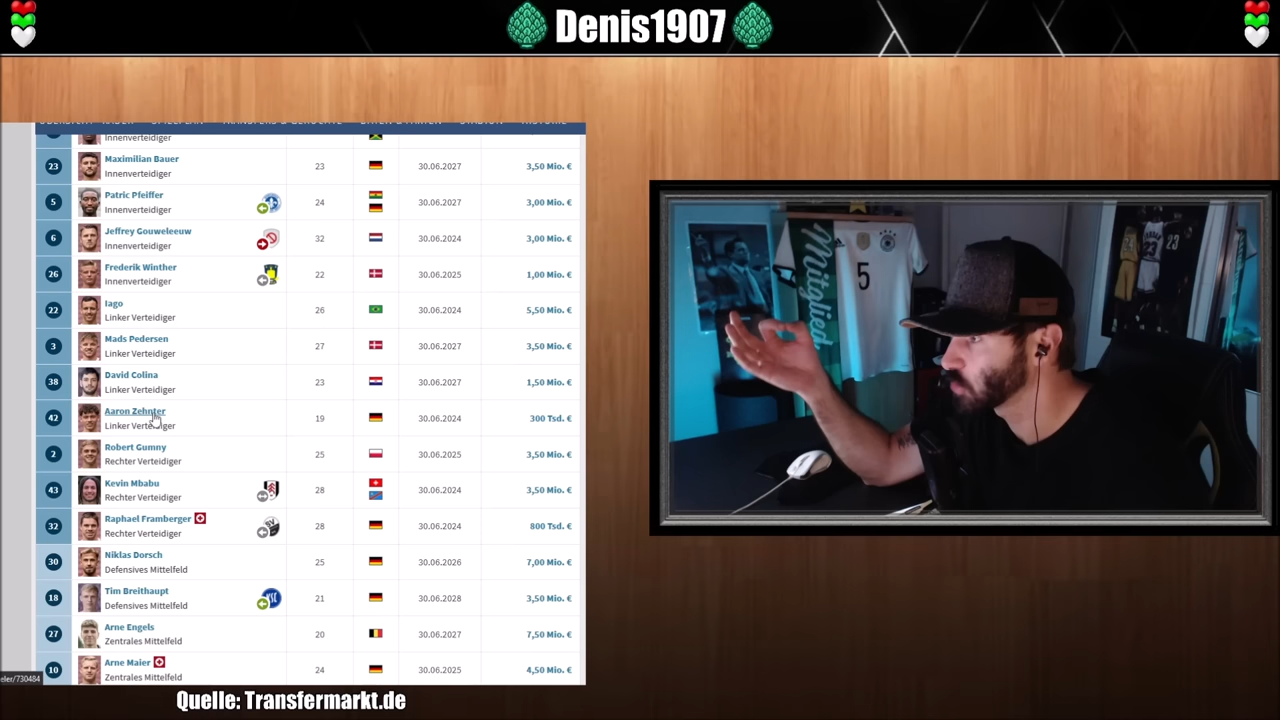 Denis1907
Innenverteidiger
23 Maximilian Bauer 23 30.06.2027 3,50 Mio. €
Innenverteidiger
5 Patric Pfeiffer 24 30.06.2027 3,00 Mio. €
Innenverteidiger
6 Jeffrey Gouweleeuw 32 30.06.2024 3,00 Mio. €
Innenverteidiger
26 Frederik Winther 22 30.06.2025 1,00 Mio. €
Innenverteidiger
22 Iago 26 30.06.2024 5,50 Mio. €
Linker Verteidiger
3 Mads Pedersen 27 30.06.2027 3,50 Mio. €
Linker Verteidiger
38 David Colina 23 30.06.2027 1,50 Mio. €
Linker Verteidiger
42 Aaron Zehnter 19 30.06.2024 300 Tsd. €
Linker Verteidiger
2 Robert Gumny 25 30.06.2025 3,50 Mio. €
Rechter Verteidiger
43 Kevin Mbabu 28 30.06.2024 3,50 Mio. €
Rechter Verteidiger
32 Raphael Framberger 28 30.06.2024 800 Tsd. €
Rechter Verteidiger
30 Niklas Dorsch 25 30.06.2026 7,00 Mio. €
Defensives Mittelfeld
18 Tim Breithaupt 21 30.06.2028 3,50 Mio. €
Defensives Mittelfeld
27 Arne Engels 20 30.06.2027 7,50 Mio. €
Zentrales Mittelfeld
10 Arne Maier 24 30.06.2025 4,50 Mio. €
Zentrales Mittelfeld
eler/730484
Quelle: Transfermarkt.de
Mitglied
5
23